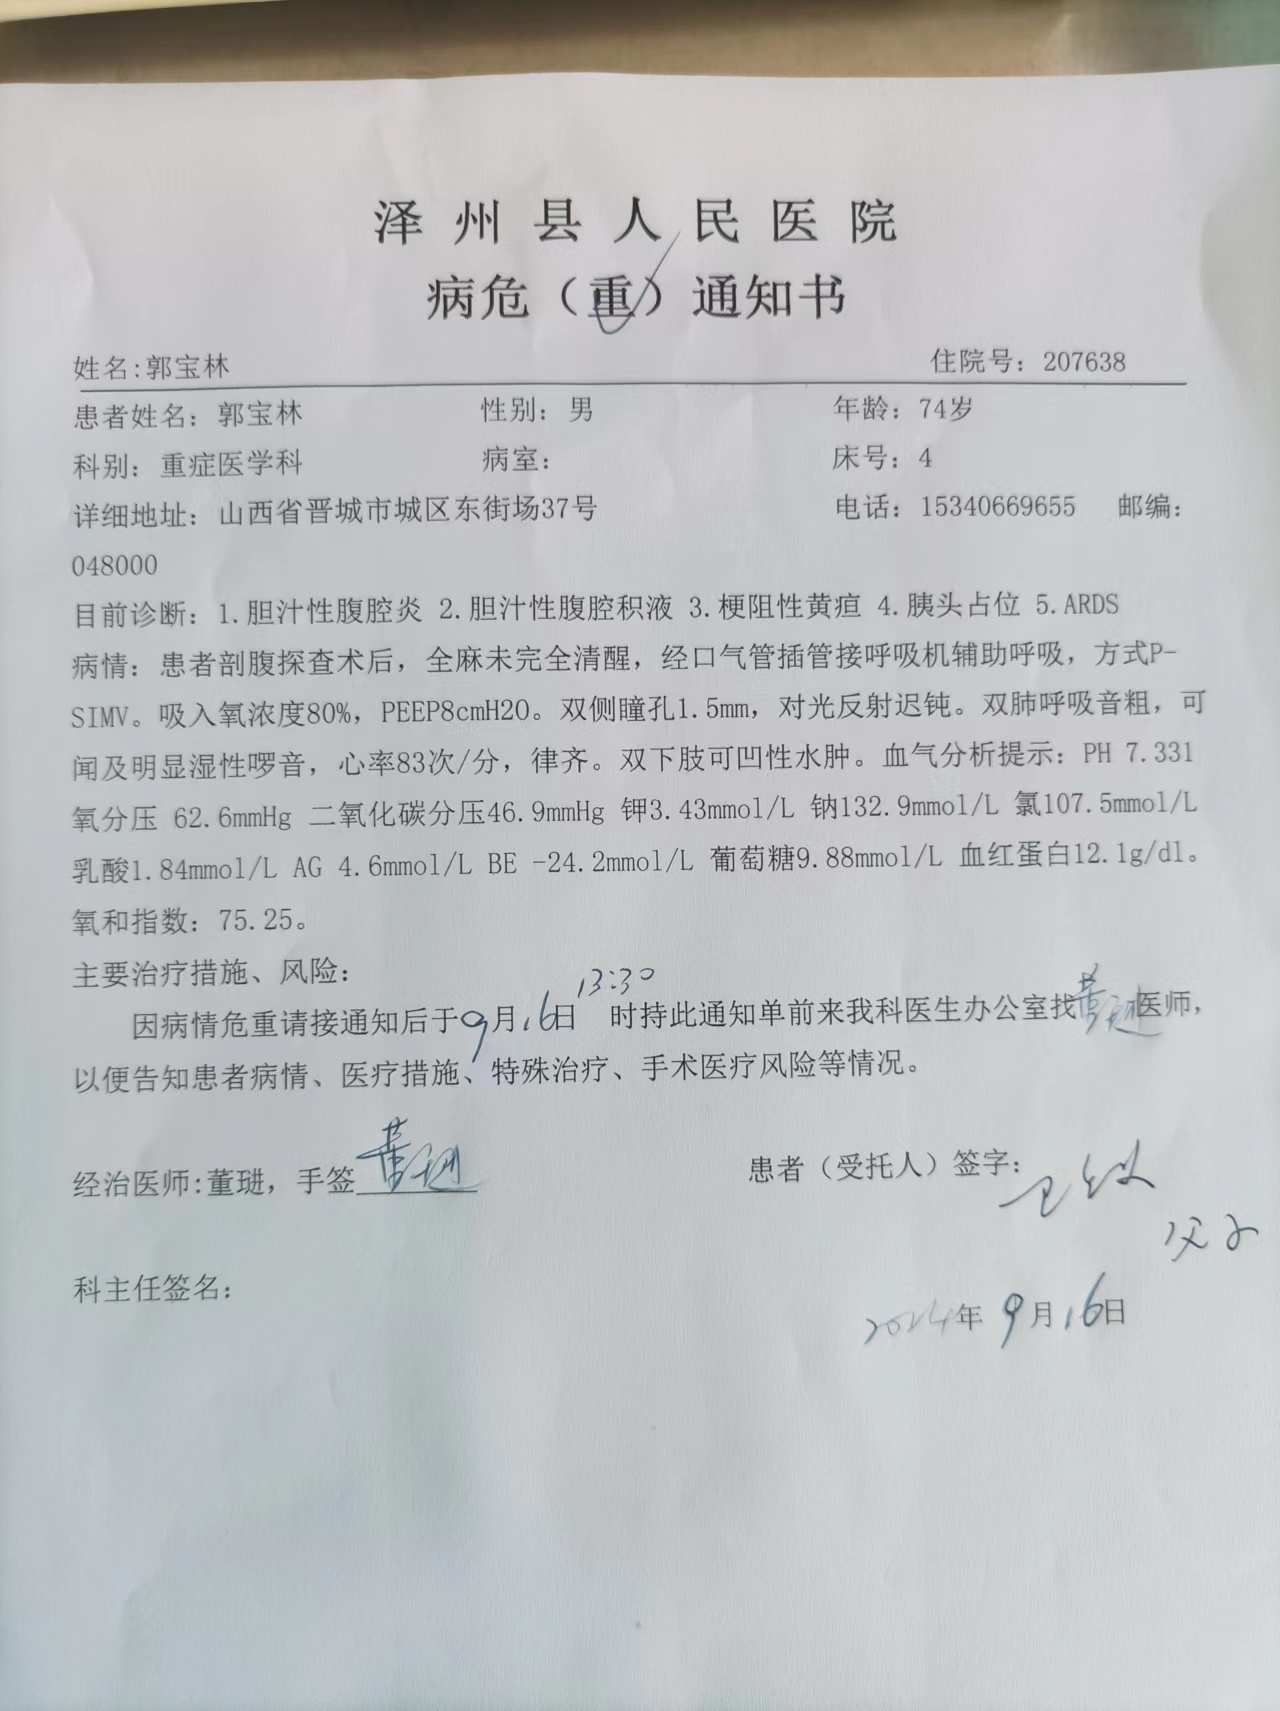 泽州县人民医院
病危（重）通知书
姓名:郭宝林 住院号：207638
患者姓名：郭宝林 性别：男 年龄：74岁
科别：重症医学科 病室： 床号：4
详细地址：山西省晋城市城区东街场37号 电话：15340669655 邮编：
048000
目前诊断：1.胆汁性腹腔炎 2.胆汁性腹腔积液 3.梗阻性黄疸 4.胰头占位 5.ARDS
病情：患者剖腹探查术后，全麻未完全清醒，经口气管插管接呼吸机辅助呼吸，方式P-
SIMV。吸入氧浓度80%，PEEP8cmH2O。双侧瞳孔1.5mm，对光反射迟钝。双肺呼吸音粗，可
闻及明显湿性啰音，心率83次/分，律齐。双下肢可凹性水肿。血气分析提示：PH 7.331
氧分压 62.6mmHg 二氧化碳分压46.9mmHg 钾3.43mmol/L 钠132.9mmol/L 氯107.5mmol/L
乳酸1.84mmol/L AG 4.6mmol/L BE -24.2mmol/L 葡萄糖9.88mmol/L 血红蛋白12.1g/dl。
氧和指数：75.25。
主要治疗措施、风险：
因病情危重请接通知后于9月16日 13:30 时持此通知单前来我科医生办公室找董琎医师，
以便告知患者病情、医疗措施、特殊治疗、手术医疗风险等情况。
经治医师:董琎，手签董琎 患者（受托人）签字：
父子
科主任签名：
2024年9月16日